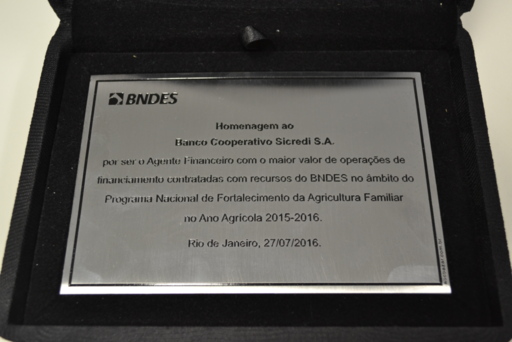 BNDES
Homenagem ao
Banco Cooperativo Sicredi S.A.
por ser o Agente Financeiro com o maior valor de operações de
financiamento contratadas com recursos do BNDES no âmbito do
Programa Nacional de Fortalecimento da Agricultura Familiar
no Ano Agrícola 2015-2016.
Rio de Janeiro, 27/07/2016.